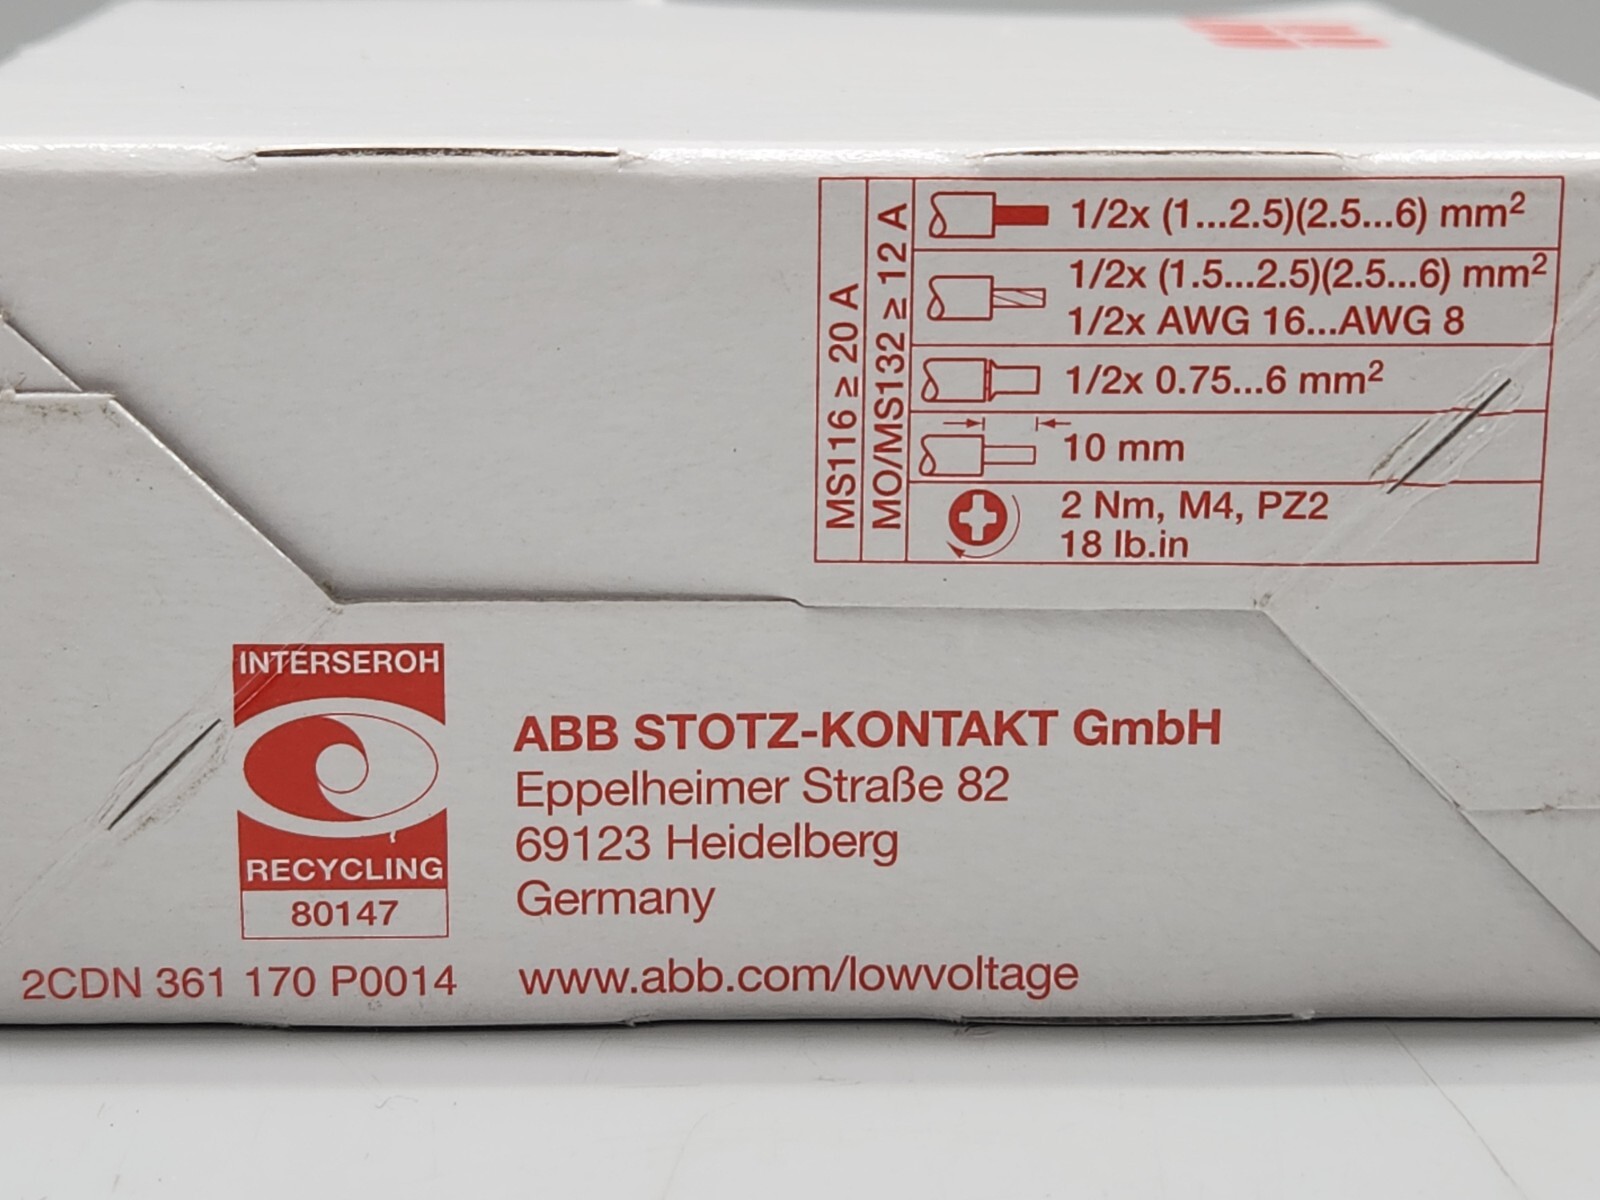 MS116 ≥ 20 A
MO/MS132 ≥ 12 A
1/2x (1...2.5)(2.5...6) mm²
1/2x (1.5...2.5)(2.5...6) mm²
1/2x AWG 16...AWG 8
1/2x 0.75...6 mm²
10 mm
2 Nm, M4, PZ2
18 lb.in
INTERSEROH
RECYCLING
80147
2CDN 361 170 P0014
ABB STOTZ-KONTAKT GmbH
Eppelheimer Straße 82
69123 Heidelberg
Germany
www.abb.com/lowvoltage